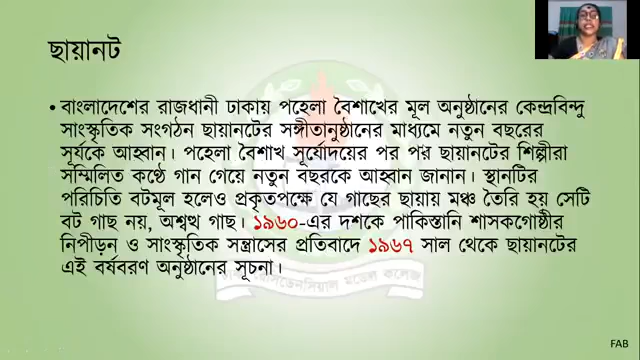 ছায়ানট
• বাংলাদেশের রাজধানী ঢাকায় পহেলা বৈশাখের মূল অনুষ্ঠানের কেন্দ্রবিন্দু
সাংস্কৃতিক সংগঠন ছায়ানটের সঙ্গীতানুষ্ঠানের মাধ্যমে নতুন বছরের
সূর্যকে আহ্বান। পহেলা বৈশাখ সূর্যোদয়ের পর পর ছায়ানটের শিল্পীরা
সম্মিলিত কণ্ঠে গান গেয়ে নতুন বছরকে আহ্বান জানান। স্থানটির
পরিচিতি বটমূল হলেও প্রকৃতপক্ষে যে গাছের ছায়ায় মঞ্চ তৈরি হয় সেটি
বট গাছ নয়, অশ্বত্থ গাছ। ১৯৬০-এর দশকে পাকিস্তানি শাসকগোষ্ঠীর
নিপীড়ন ও সাংস্কৃতিক সন্ত্রাসের প্রতিবাদে ১৯৬৭ সাল থেকে ছায়ানটের
এই বর্ষবরণ অনুষ্ঠানের সূচনা।
মডেল কলেজ
FAB